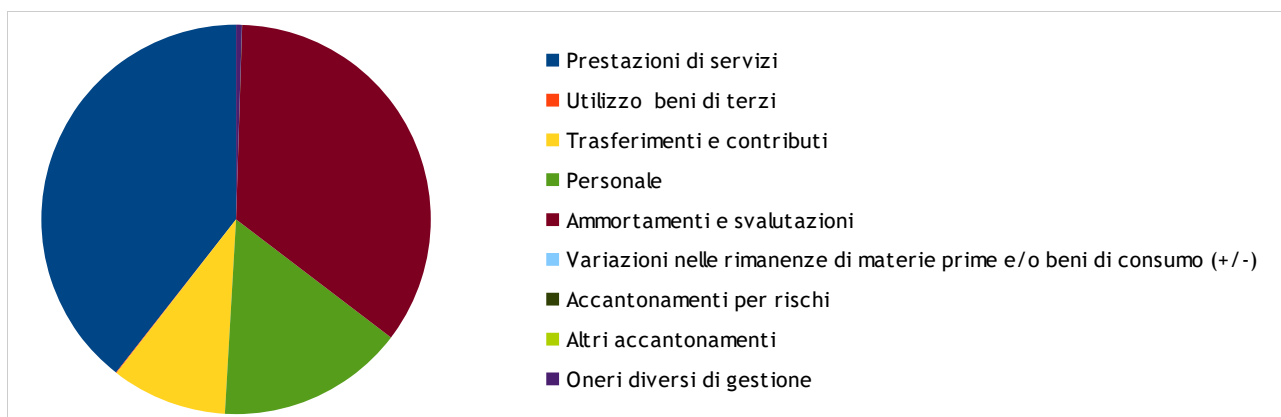 Prestazioni di servizi
Utilizzo beni di terzi
Trasferimenti e contributi
Personale
Ammortamenti e svalutazioni
Variazioni nelle rimanenze di materie prime e/o beni di consumo (+/-)
Accantonamenti per rischi
Altri accantonamenti
Oneri diversi di gestione